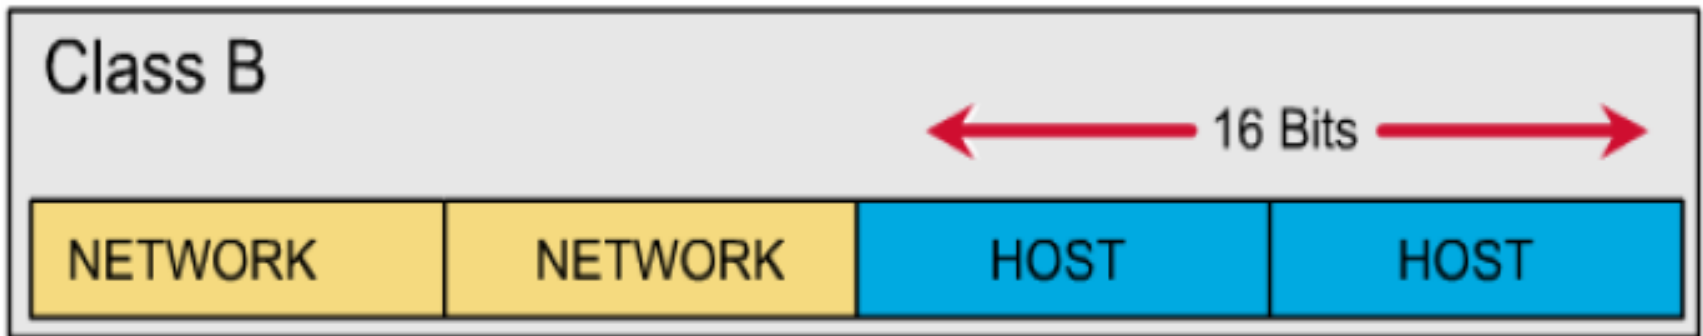 Class B
16 Bits
NETWORK NETWORK HOST HOST